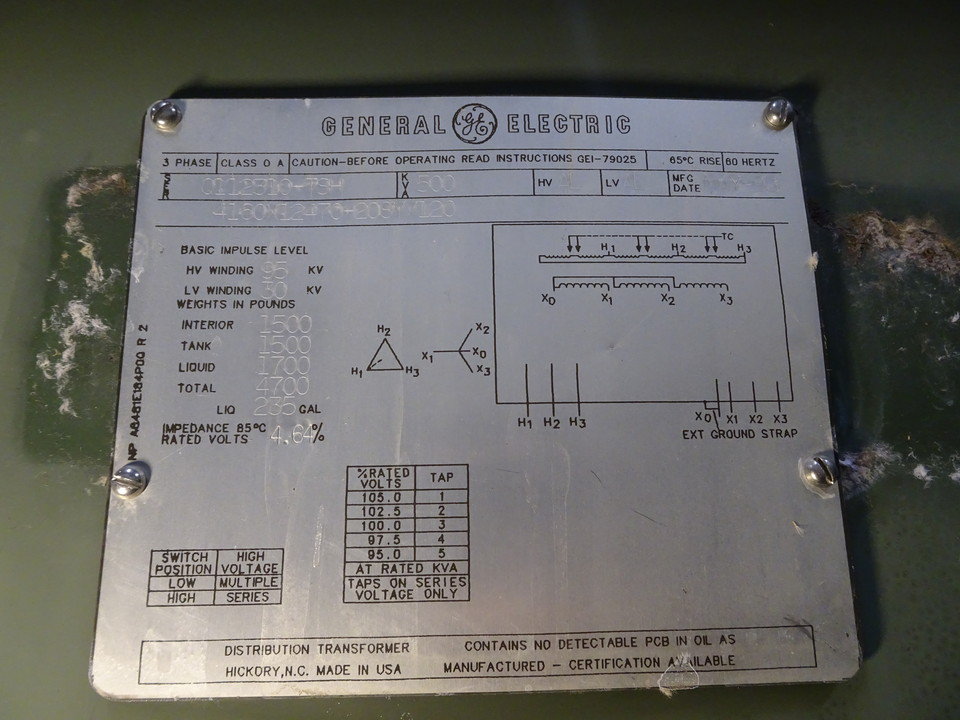 GENERAL GE ELECTRIC
3 PHASE CLASS O A CAUTION-BEFORE OPERATING READ INSTRUCTIONS GEI-79025 65°C RISE 60 HERTZ
KVA 500 HV LV MFG DATE
BASIC IMPULSE LEVEL
HV WINDING 95 KV
LV WINDING 30 KV
WEIGHTS IN POUNDS
INTERIOR 1500
TANK 1500
LIQUID 1700
TOTAL 4700
LIQ 235 GAL
IMPEDANCE 85°C
RATED VOLTS 4.64%
NP A6481E184PDQ R 2
TC
H1 H2 H3
X0 X1 X2 X3
H2
H1 H3
X2
X1 X0
X3
H1 H2 H3
X0 X1 X2 X3
EXT GROUND STRAP
%RATED VOLTS TAP
105.0 1
102.5 2
100.0 3
97.5 4
95.0 5
AT RATED KVA
TAPS ON SERIES
VOLTAGE ONLY
SWITCH POSITION HIGH VOLTAGE
LOW MULTIPLE
HIGH SERIES
DISTRIBUTION TRANSFORMER
HICKORY,N.C. MADE IN USA
CONTAINS NO DETECTABLE PCB IN OIL AS
MANUFACTURED - CERTIFICATION AVAILABLE